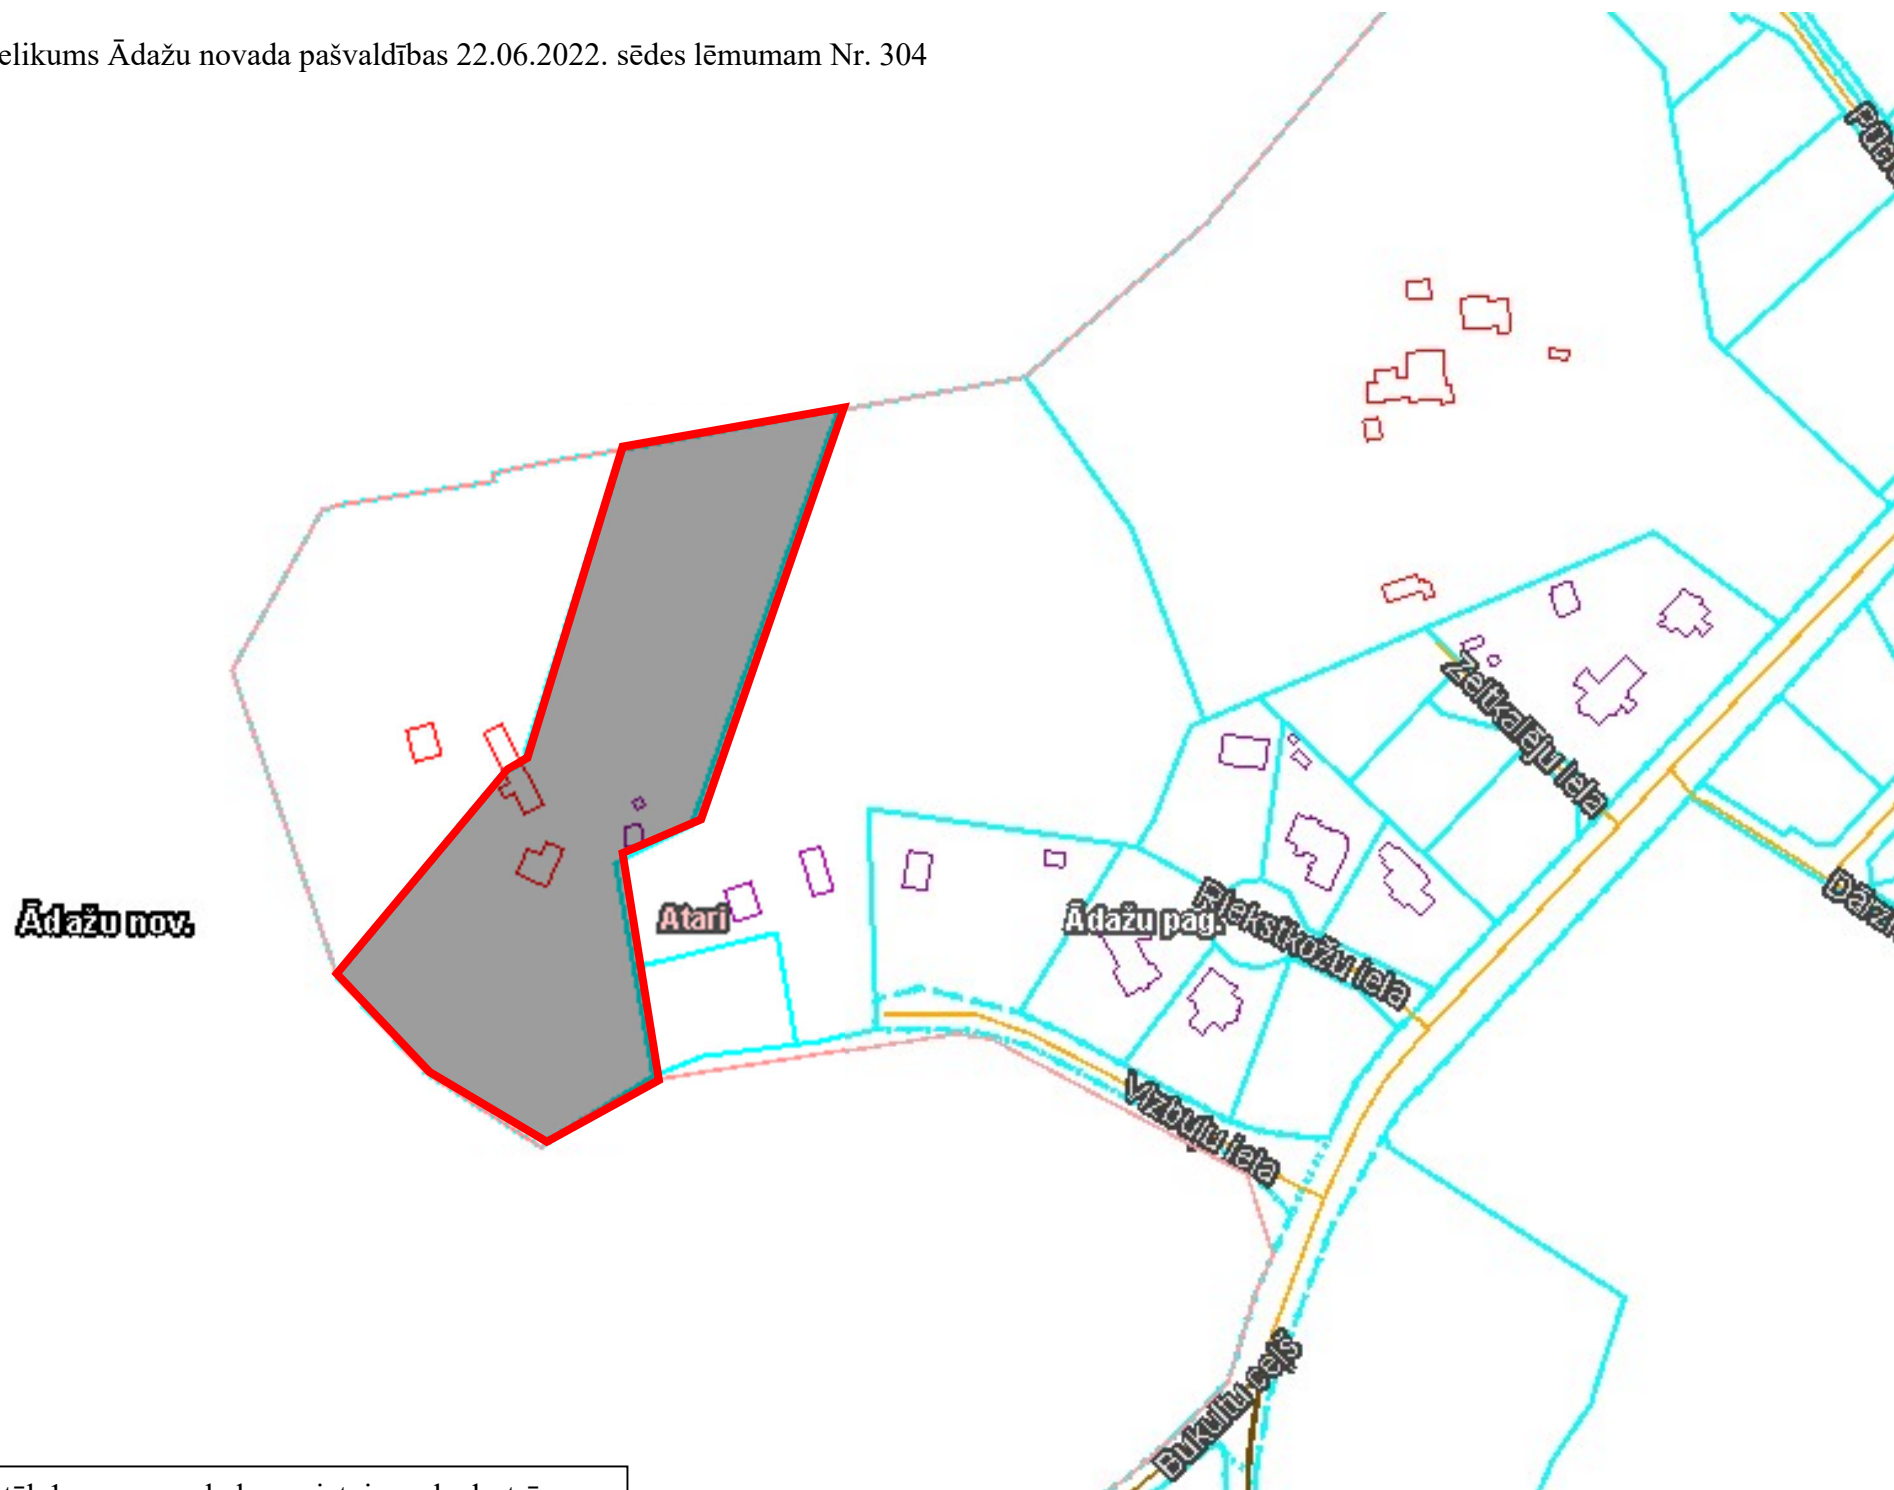 elikums Ādažu novada pašvaldības 22.06.2022. sēdes lēmumam Nr. 304
Zeltkalēju iela
Ādažu nov.
Atari
Ādažu pag.
Riekstkožu iela
Vizbuļu iela
Bukultu ceļš